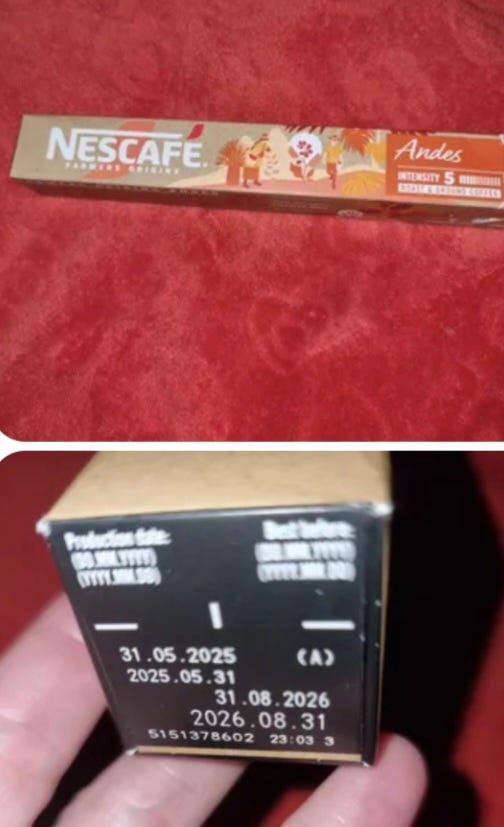 NESCAFÉ
FARMERS ORIGINS
Andes
INTENSITY 5
ROAST & GROUND COFFEE
Production date: Best before:
(DD.MM.YYYY) (DD.MM.YYYY)
(YYYY.MM.DD) (YYYY.MM.DD)
31.05.2025 (A)
2025.05.31
31.08.2026
2026.08.31
5151378602 23:03 3